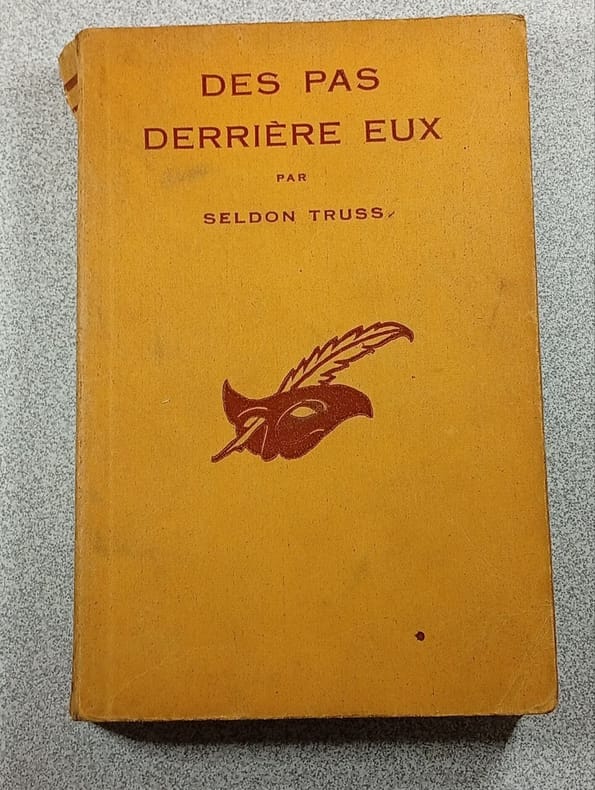 DES PAS
DERRIÈRE EUX
PAR
SELDON TRUSS